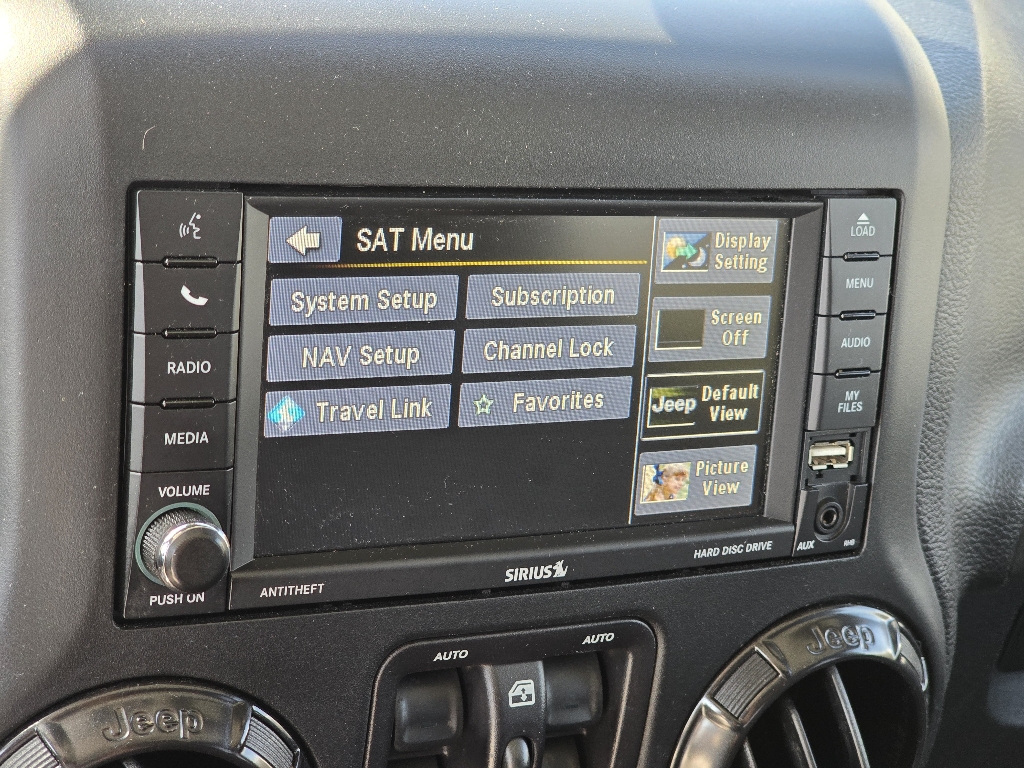 RADIO
MEDIA
VOLUME
PUSH ON
SAT Menu
System Setup
Subscription
NAV Setup
Channel Lock
Travel Link
Favorites
Display
Setting
Screen
Off
Jeep
Default
View
Picture
View
LOAD
MENU
AUDIO
MY
FILES
AUX
ANTITHEFT
SIRIUS
HARD DISC DRIVE
AUTO
AUTO
Jeep
Jeep